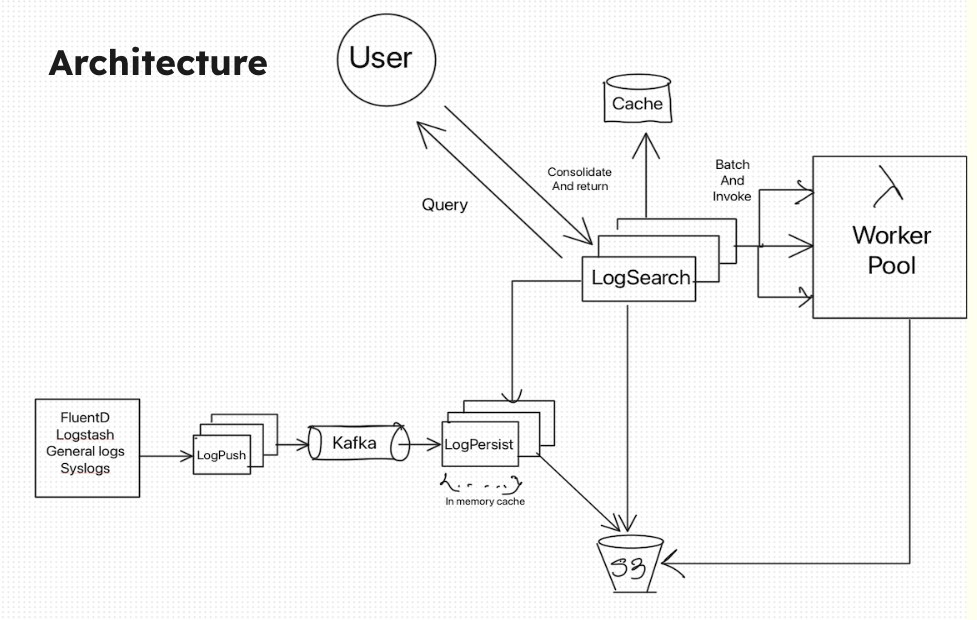 Architecture
User
Cache
Consolidate
And return
Batch
And
Invoke
Query
λ
Worker
Pool
LogSearch
FluentD
Logstash
General logs
Syslogs
LogPush
Kafka
LogPersist
In memory cache
S3